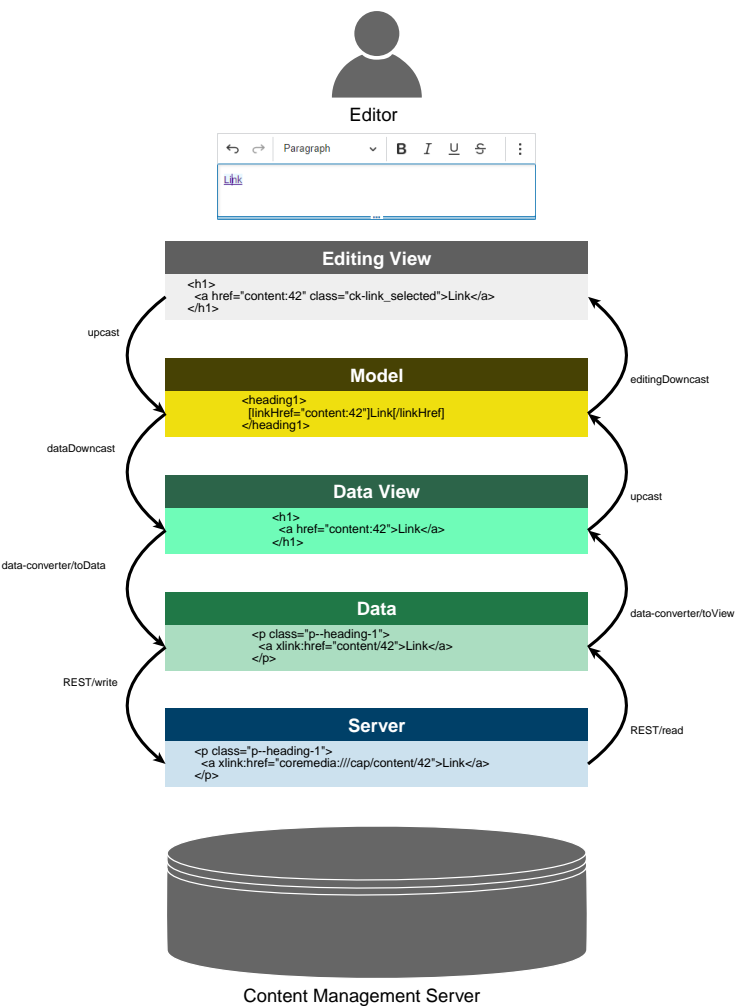 Editor
Paragraph B I U S
Link
Editing View
<h1>
<a href="content:42" class="ck-link_selected">Link</a>
</h1>
upcast
Model
editingDowncast
<heading1>
[linkHref="content:42"]Link[/linkHref]
</heading1>
dataDowncast
Data View
upcast
<h1>
<a href="content:42">Link</a>
</h1>
data-converter/toData
Data
data-converter/toView
<p class="p--heading-1">
<a xlink:href="content/42">Link</a>
</p>
REST/write
Server
REST/read
<p class="p--heading-1">
<a xlink:href="coremedia:///cap/content/42">Link</a>
</p>
Content Management Server